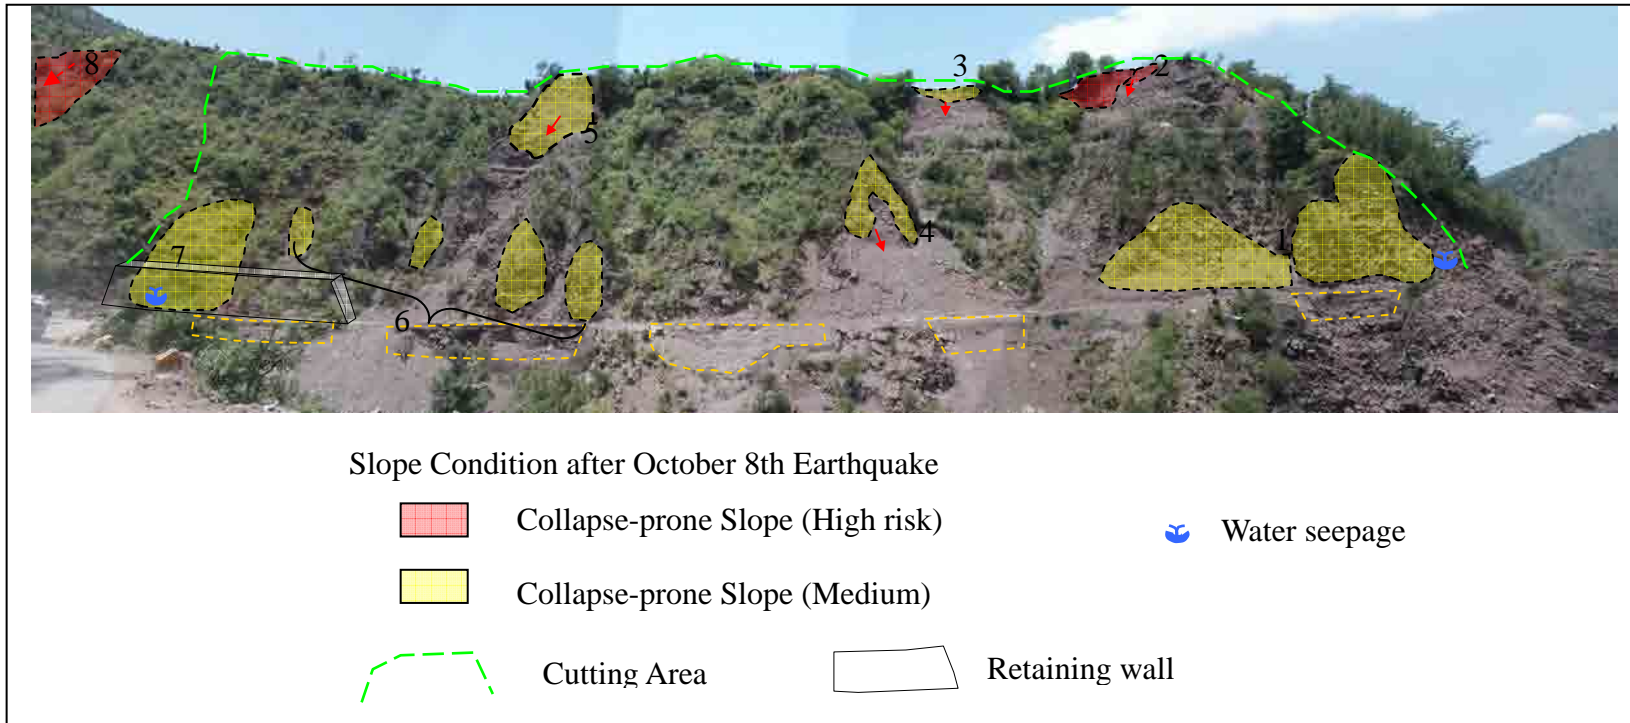 8
3
2
5
4
1
7
6
Slope Condition after October 8th Earthquake
Collapse-prone Slope (High risk)
Water seepage
Collapse-prone Slope (Medium)
Cutting Area
Retaining wall